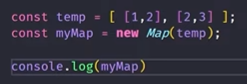 const temp = [ [1,2], [2,3] ];
const myMap = new Map(temp);
console.log(myMap)